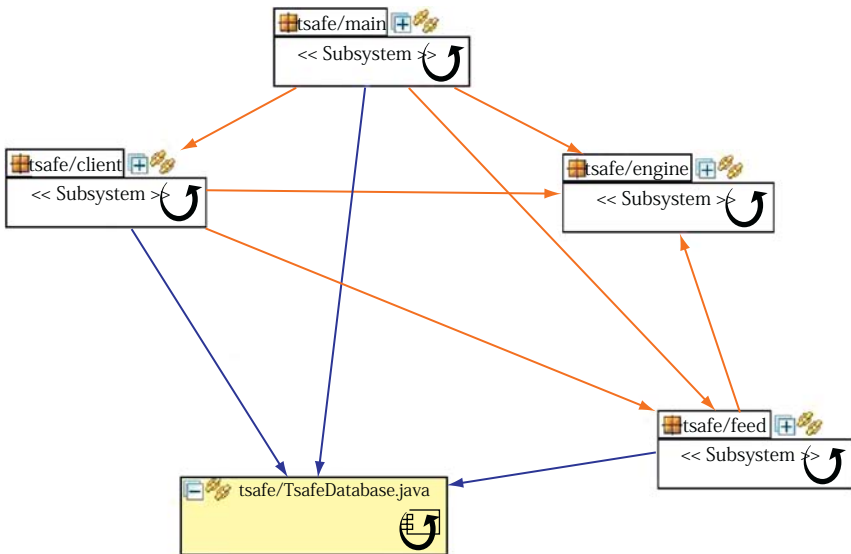 tsafe/main
<< Subsystem >>
tsafe/client
<< Subsystem >>
tsafe/engine
<< Subsystem >>
tsafe/feed
<< Subsystem >>
tsafe/TsafeDatabase.java